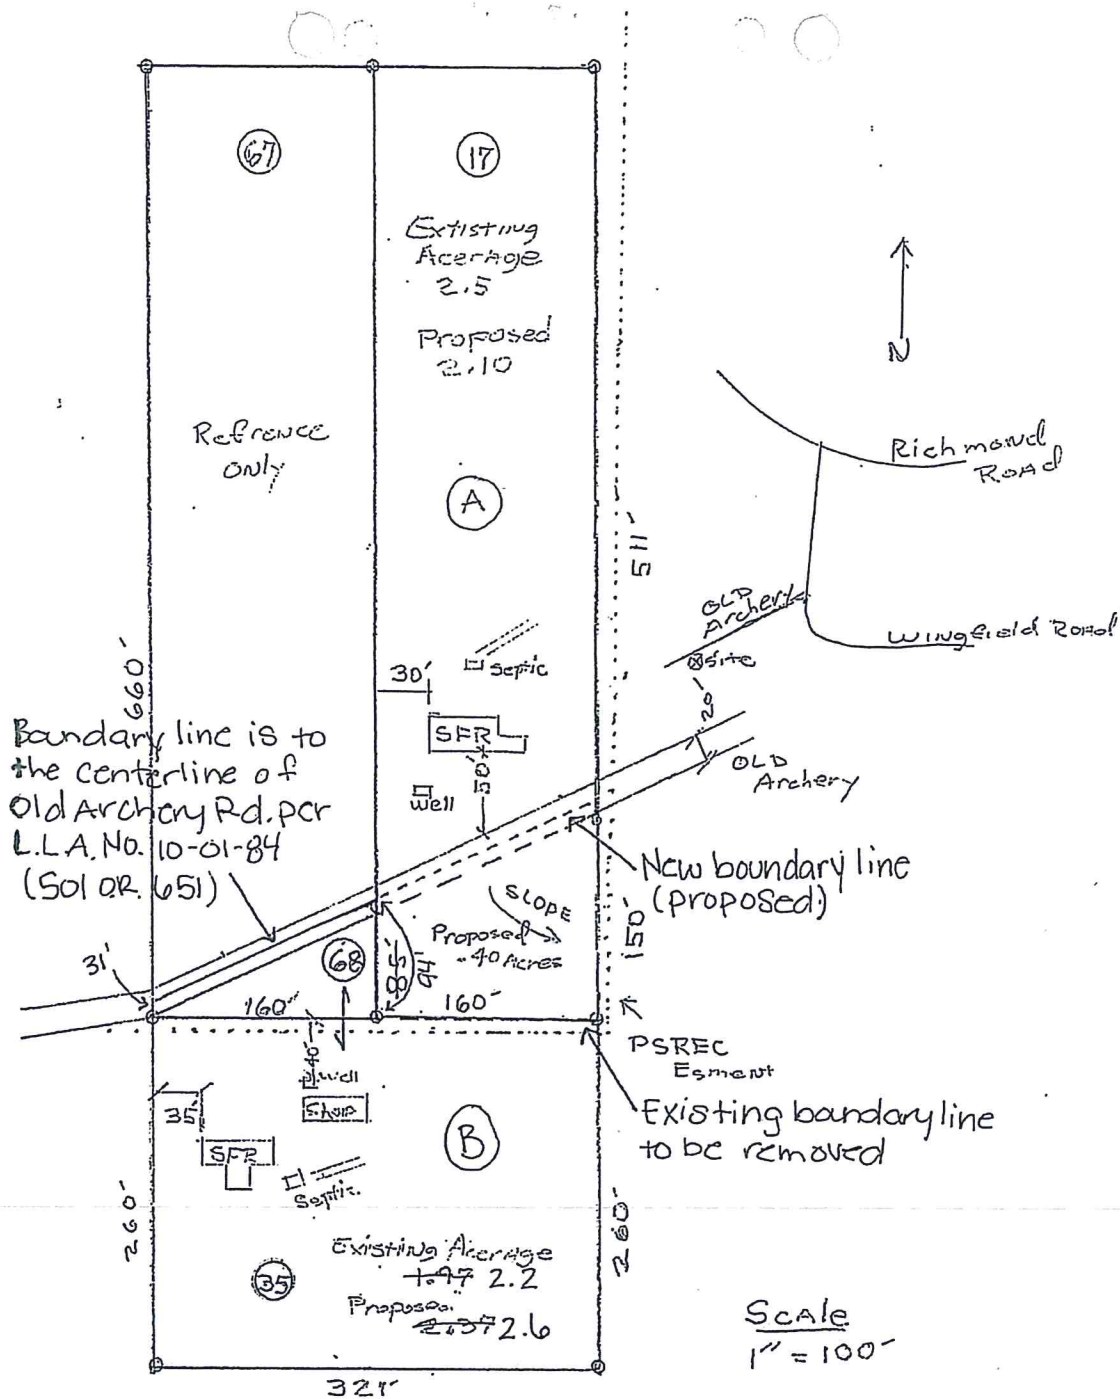 67
17
Extisting
Acerage
2.5
Proposed
2.10
Refrence
only
A
N
Richmond
Road
511'
OLD
Archery
Wingfield Road
site
20'
OLD
Archery
septic
30'
SFR
50'
well
660'
Boundary line is to
the centerline of
Old Archery Rd. per
L.L.A. No. 10-01-84
(501 O.R. 651)
New boundary line
(proposed)
SLOPE
Proposed
.40 Acres
150'
31'
68
85'
94'
160'
160'
PSREC
Esment
Existing boundary line
to be removed
40'
well
Shop
35'
SFR
Septic
B
260'
260'
35
Existing Acerage
1.97 2.2
Proposed
2.37 2.6
321'
Scale
1" = 100'